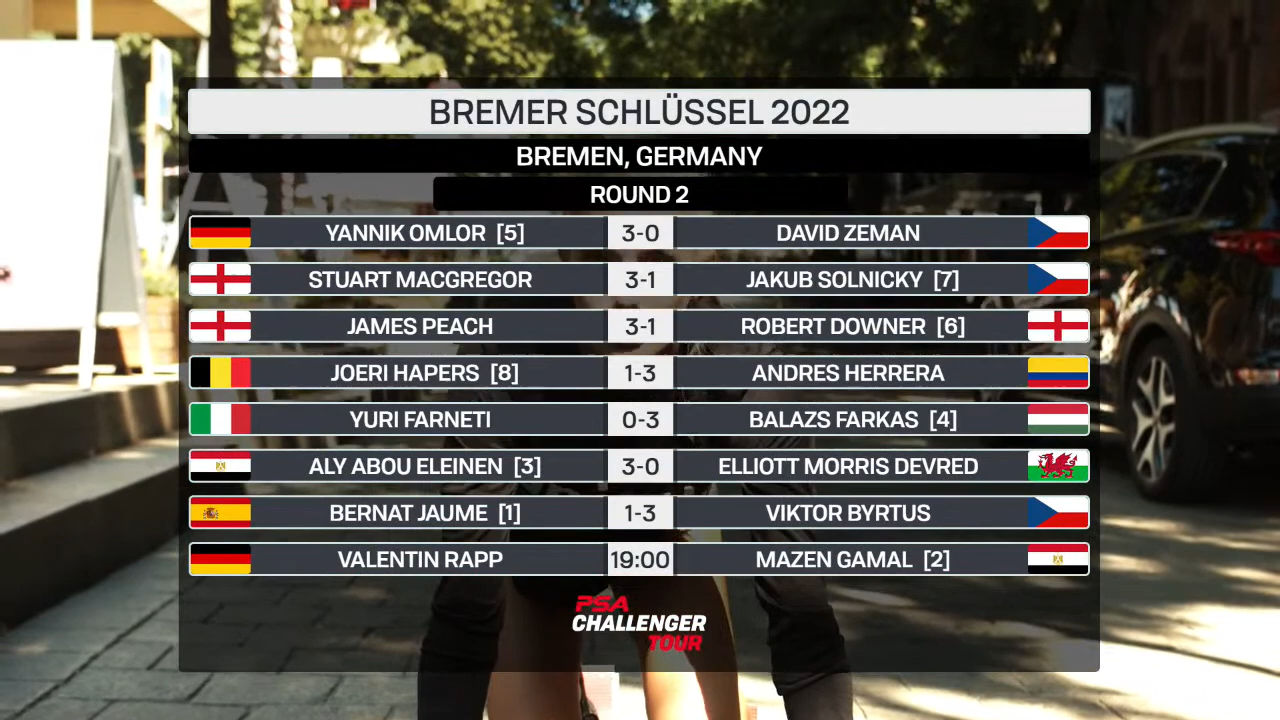 BREMER SCHLÜSSEL 2022
BREMEN, GERMANY
ROUND 2
YANNIK OMLOR [5] 3-0 DAVID ZEMAN
STUART MACGREGOR 3-1 JAKUB SOLNICKY [7]
JAMES PEACH 3-1 ROBERT DOWNER [6]
JOERI HAPERS [8] 1-3 ANDRES HERRERA
YURI FARNETI 0-3 BALAZS FARKAS [4]
ALY ABOU ELEINEN [3] 3-0 ELLIOTT MORRIS DEVRED
BERNAT JAUME [1] 1-3 VIKTOR BYRTUS
VALENTIN RAPP 19:00 MAZEN GAMAL [2]
PSA
CHALLENGER
TOUR